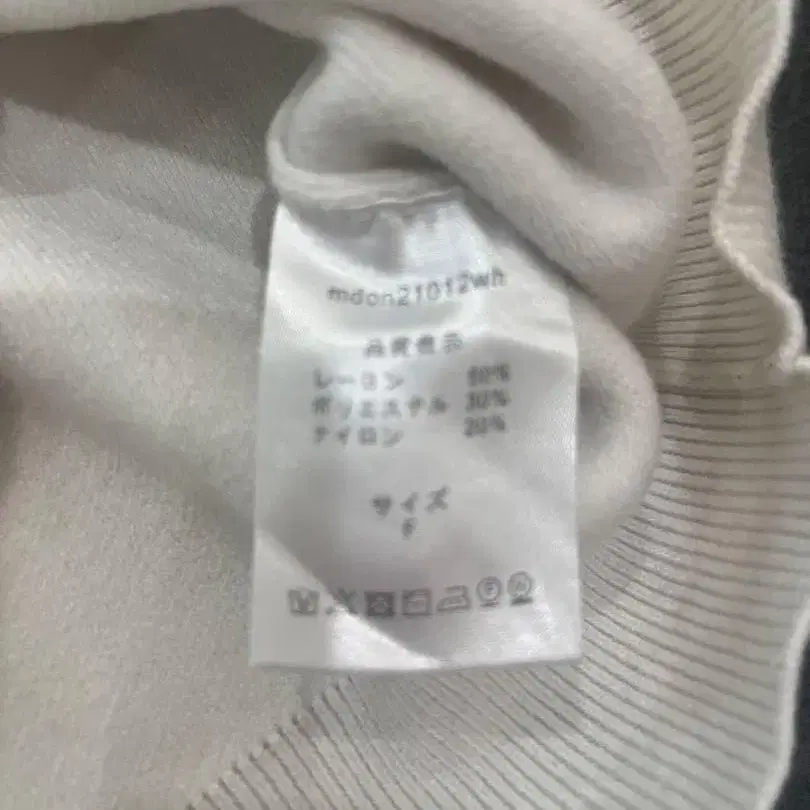 mdon21012wh
品質表示
レーヨン 50%
ポリエステル 30%
ナイロン 20%
サイズ
F